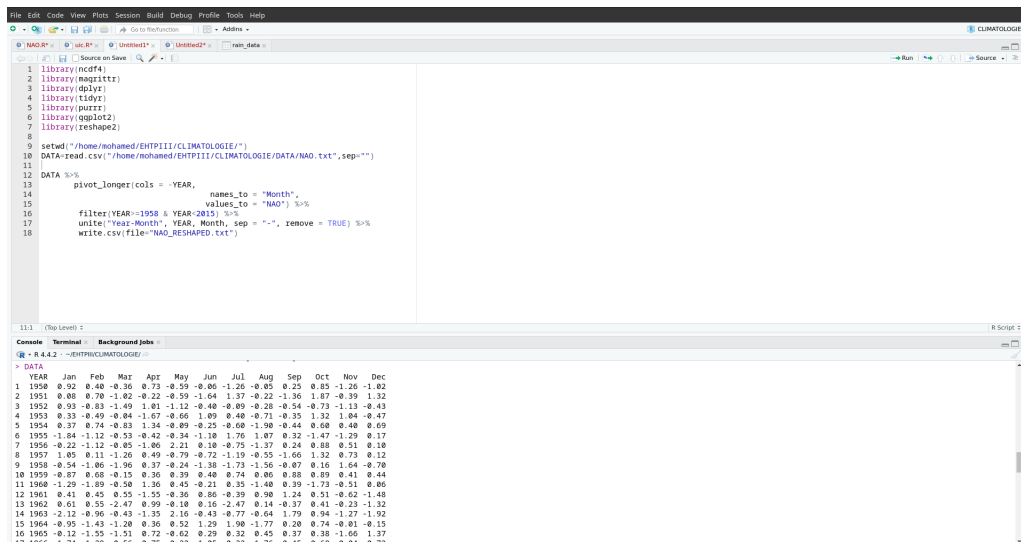 File Edit Code View Plots Session Build Debug Profile Tools Help
Go to file/function Addins CLIMATOLOGIE
NAO.R* uic.R* Untitled1* Untitled2* rain_data
Source on Save Run Source
1 library(ncdf4)
2 library(magrittr)
3 library(dplyr)
4 library(tidyr)
5 library(purrr)
6 library(ggplot2)
7 library(reshape2)
8
9 setwd("/home/mohamed/EHTPIII/CLIMATOLOGIE/")
10 DATA=read.csv("/home/mohamed/EHTPIII/CLIMATOLOGIE/DATA/NAO.txt",sep="")
11
12 DATA %>%
13 pivot_longer(cols = -YEAR,
14 names_to = "Month",
15 values_to = "NAO") %>%
16 filter(YEAR>=1958 & YEAR<2015) %>%
17 unite("Year-Month", YEAR, Month, sep = "-", remove = TRUE) %>%
18 write.csv(file="NAO_RESHAPED.txt")
11:1 (Top Level) R Script
Console Terminal Background Jobs
R 4.4.2 · ~/EHTPIII/CLIMATOLOGIE/
> DATA
YEAR Jan Feb Mar Apr May Jun Jul Aug Sep Oct Nov Dec
1 1950 0.92 0.40 -0.36 0.73 -0.59 -0.06 -1.26 -0.05 0.25 0.85 -1.26 -1.02
2 1951 0.08 0.70 -1.02 -0.22 -0.59 -1.64 1.37 -0.22 -1.36 1.87 -0.39 1.32
3 1952 0.93 -0.83 -1.49 1.01 -1.12 -0.40 -0.09 -0.28 -0.54 -0.73 -1.13 -0.43
4 1953 0.33 -0.49 -0.04 -1.67 -0.66 1.09 0.40 -0.71 -0.35 1.32 1.04 -0.47
5 1954 0.37 0.74 -0.83 1.34 -0.09 -0.25 -0.60 -1.90 -0.44 0.60 0.40 0.69
6 1955 -1.84 -1.12 -0.53 -0.42 -0.34 -1.10 1.76 1.07 0.32 -1.47 -1.29 0.17
7 1956 -0.22 -1.12 -0.05 -1.06 2.21 0.10 -0.75 -1.37 0.24 0.88 0.51 0.10
8 1957 1.05 0.11 -1.26 0.49 -0.79 -0.72 -1.19 -0.55 -1.66 1.32 0.73 0.12
9 1958 -0.54 -1.06 -1.96 0.37 -0.24 -1.38 -1.73 -1.56 -0.07 0.16 1.64 -0.70
10 1959 -0.87 0.68 -0.15 0.36 0.39 0.40 0.74 0.06 0.88 0.89 0.41 0.44
11 1960 -1.29 -1.89 -0.50 1.36 0.45 -0.21 0.35 -1.40 0.39 -1.73 -0.51 0.06
12 1961 0.41 0.45 0.55 -1.55 -0.36 0.86 -0.39 0.90 1.24 0.51 -0.62 -1.48
13 1962 0.61 0.55 -2.47 0.99 -0.10 0.16 -2.47 0.14 -0.37 0.41 -0.23 -1.32
14 1963 -2.12 -0.96 -0.43 -1.35 2.16 -0.43 -0.77 -0.64 1.79 0.94 -1.27 -1.92
15 1964 -0.95 -1.43 -1.20 0.36 0.52 1.29 1.90 -1.77 0.20 0.74 -0.01 -0.15
16 1965 -0.12 -1.55 -1.51 0.72 -0.62 0.29 0.32 0.45 0.37 0.38 -1.66 1.37